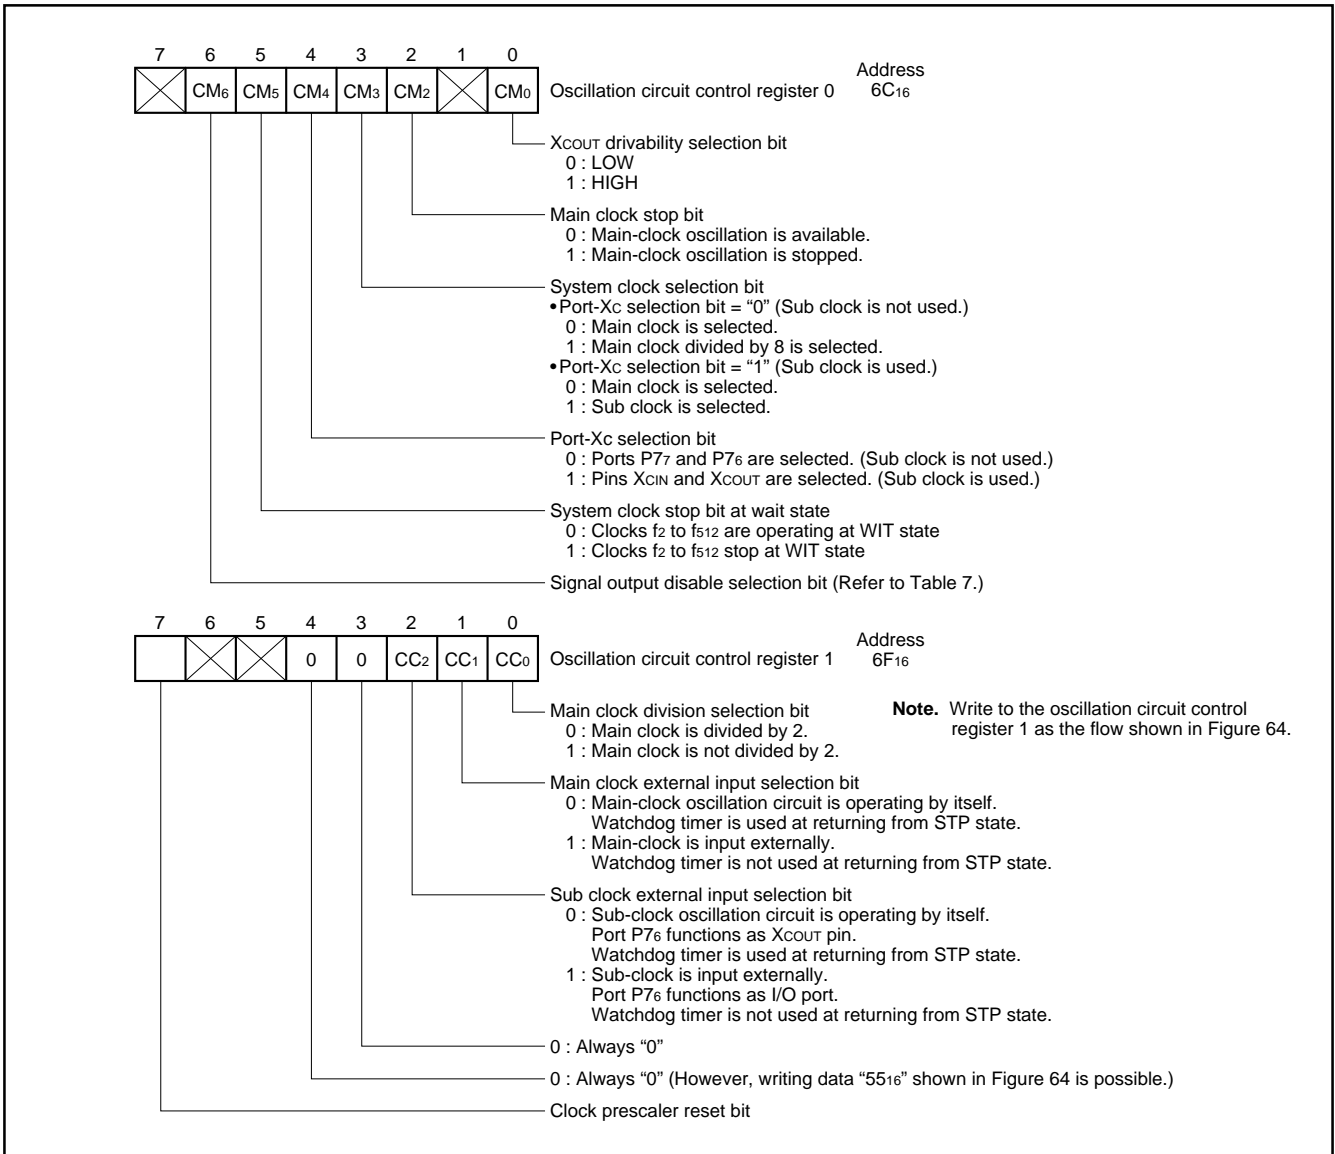 7 6 5 4 3 2 1 0
CM6 CM5 CM4 CM3 CM2 CM0 Oscillation circuit control register 0
Address
6C16
XCOUT drivability selection bit
0 : LOW
1 : HIGH
Main clock stop bit
0 : Main-clock oscillation is available.
1 : Main-clock oscillation is stopped.
System clock selection bit
•Port-XC selection bit = “0” (Sub clock is not used.)
0 : Main clock is selected.
1 : Main clock divided by 8 is selected.
•Port-XC selection bit = “1” (Sub clock is used.)
0 : Main clock is selected.
1 : Sub clock is selected.
Port-Xc selection bit
0 : Ports P77 and P76 are selected. (Sub clock is not used.)
1 : Pins XCIN and XCOUT are selected. (Sub clock is used.)
System clock stop bit at wait state
0 : Clocks f2 to f512 are operating at WIT state
1 : Clocks f2 to f512 stop at WIT state
Signal output disable selection bit (Refer to Table 7.)
7 6 5 4 3 2 1 0
0 0 CC2 CC1 CC0 Oscillation circuit control register 1
Address
6F16
Main clock division selection bit
0 : Main clock is divided by 2.
1 : Main clock is not divided by 2.
Note. Write to the oscillation circuit control
register 1 as the flow shown in Figure 64.
Main clock external input selection bit
0 : Main-clock oscillation circuit is operating by itself.
Watchdog timer is used at returning from STP state.
1 : Main-clock is input externally.
Watchdog timer is not used at returning from STP state.
Sub clock external input selection bit
0 : Sub-clock oscillation circuit is operating by itself.
Port P76 functions as XCOUT pin.
Watchdog timer is used at returning from STP state.
1 : Sub-clock is input externally.
Port P76 functions as I/O port.
Watchdog timer is not used at returning from STP state.
0 : Always “0”
0 : Always “0” (However, writing data “5516” shown in Figure 64 is possible.)
Clock prescaler reset bit